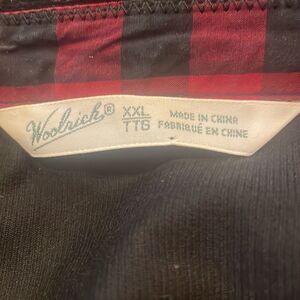 Woolrich®
XXL
TTG
MADE IN CHINA
FABRIQUÉ EN CHINE